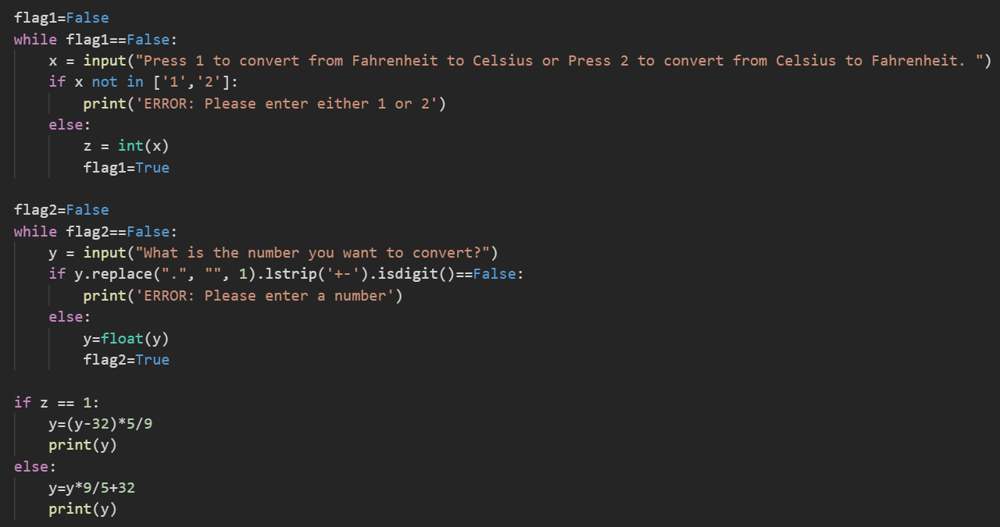 flag1=False
while flag1==False:
    x = input("Press 1 to convert from Fahrenheit to Celsius or Press 2 to convert from Celsius to Fahrenheit. ")
    if x not in ['1','2']:
        print('ERROR: Please enter either 1 or 2')
    else:
        z = int(x)
        flag1=True

flag2=False
while flag2==False:
    y = input("What is the number you want to convert?")
    if y.replace(".", "", 1).lstrip('+-').isdigit()==False:
        print('ERROR: Please enter a number')
    else:
        y=float(y)
        flag2=True

if z == 1:
    y=(y-32)*5/9
    print(y)
else:
    y=y*9/5+32
    print(y)